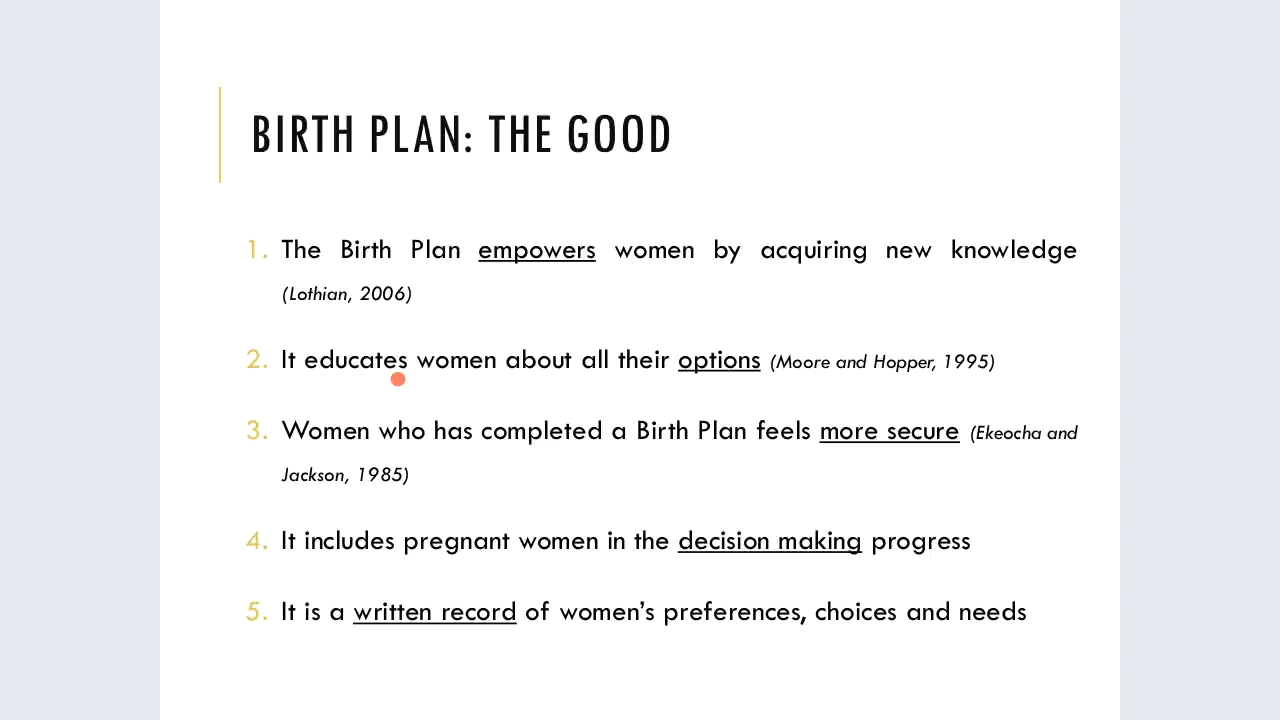 BIRTH PLAN: THE GOOD
1. The Birth Plan empowers women by acquiring new knowledge
(Lothian, 2006)
2. It educates women about all their options (Moore and Hopper, 1995)
3. Women who has completed a Birth Plan feels more secure (Ekeocha and
Jackson, 1985)
4. It includes pregnant women in the decision making progress
5. It is a written record of women’s preferences, choices and needs